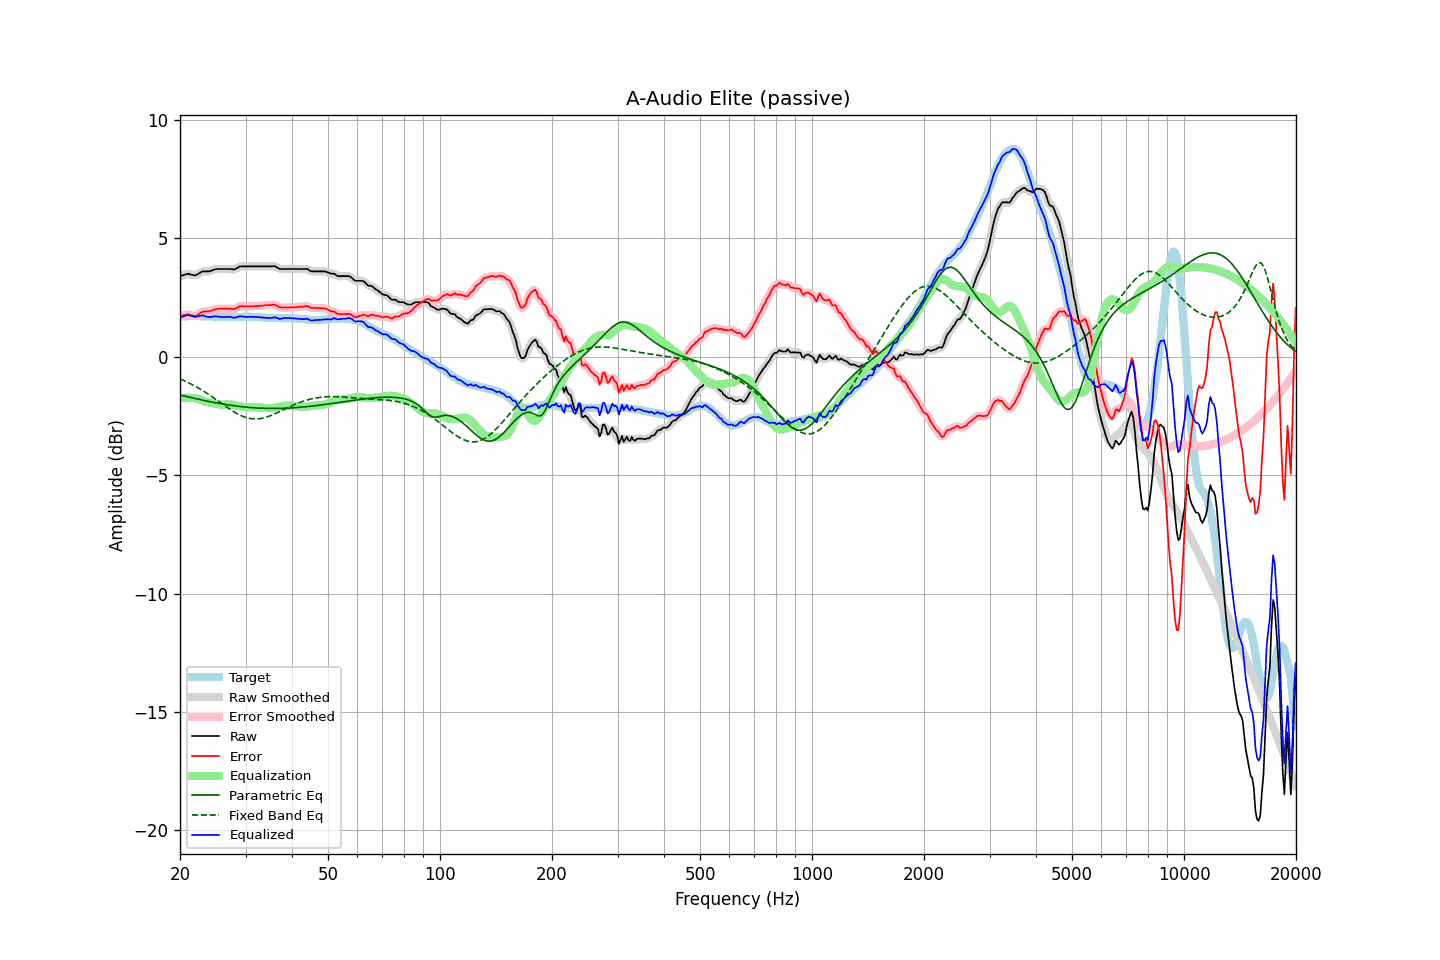 A-Audio Elite (passive)
Amplitude (dBr)
10
5
0
−5
−10
−15
−20
Target
Raw Smoothed
Error Smoothed
Raw
Error
Equalization
Parametric Eq
Fixed Band Eq
Equalized
20 50 100 200 500 1000 2000 5000 10000 20000
Frequency (Hz)